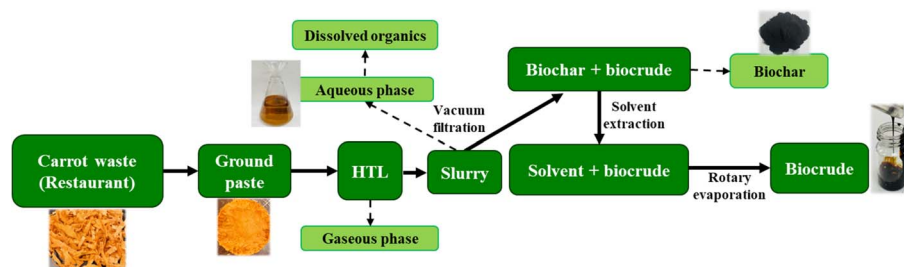 Dissolved organics
Aqueous phase
Vacuum
filtration
Biochar + biocrude
Biochar
Solvent
extraction
Carrot waste
(Restaurant)
Ground
paste
HTL
Slurry
Solvent + biocrude
Rotary
evaporation
Biocrude
Gaseous phase